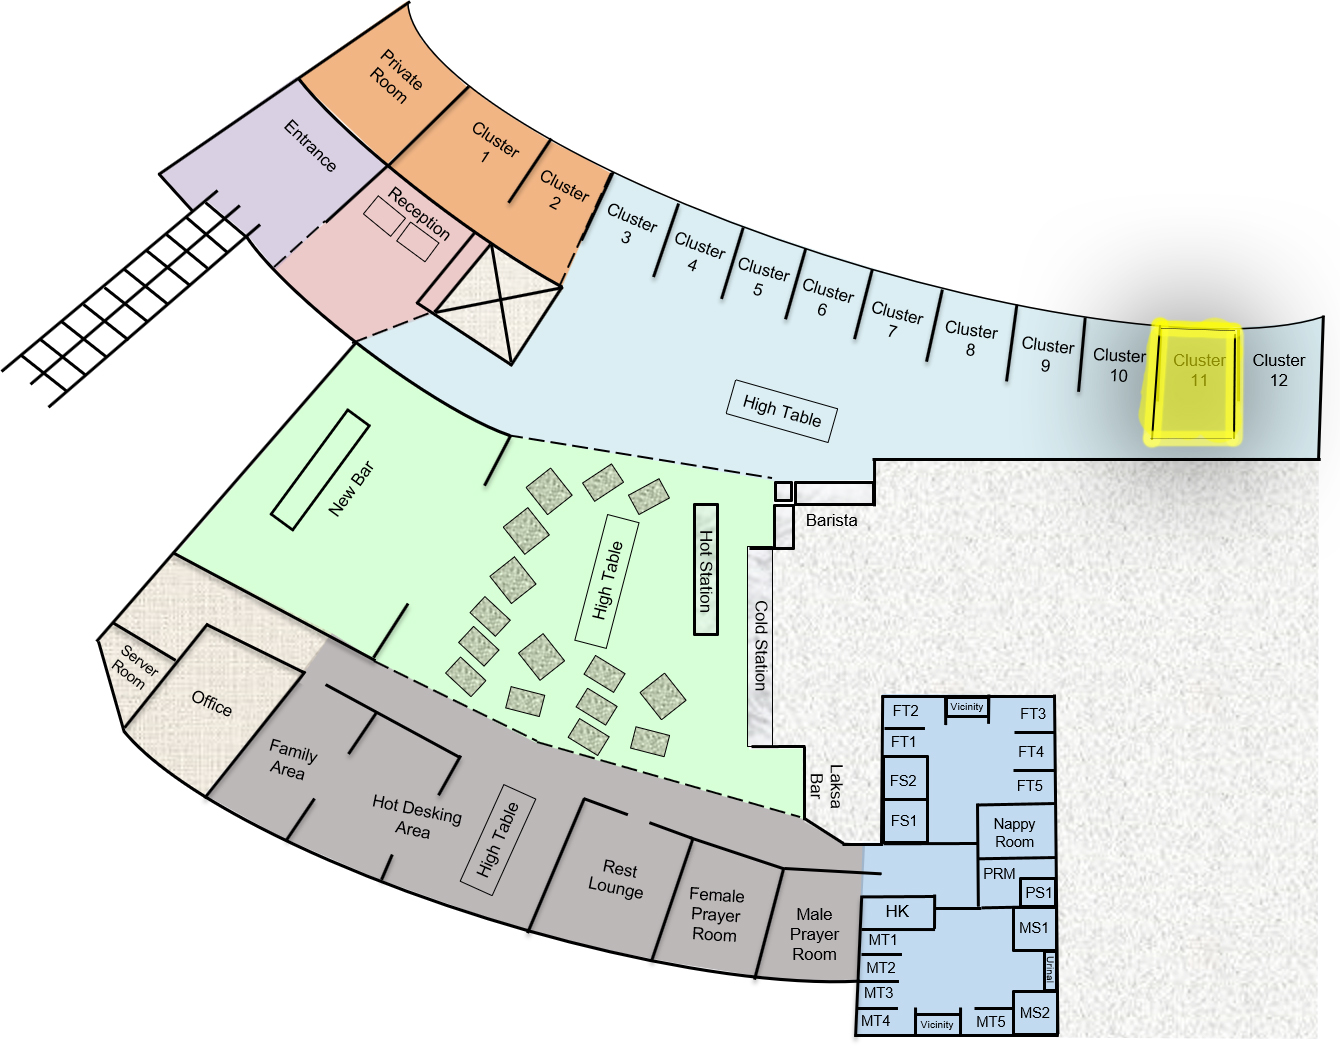 Private
Room
Entrance
Cluster
1
Cluster
2
Reception
Cluster
3
Cluster
4
Cluster
5
Cluster
6
Cluster
7
Cluster
8
Cluster
9
Cluster
10
Cluster
11
Cluster
12
High Table
New Bar
High Table
Hot Station
Barista
Cold Station
Laksa
Bar
Server
Room
Office
Family
Area
Hot Desking
Area
High Table
Rest
Lounge
Female
Prayer
Room
Male
Prayer
Room
FT2
Vicinity
FT3
FT1
FT4
FS2
FT5
FS1
Nappy
Room
PRM
PS1
HK
MS1
MT1
MT2
Urinal
MT3
MS2
MT4
Vicinity
MT5